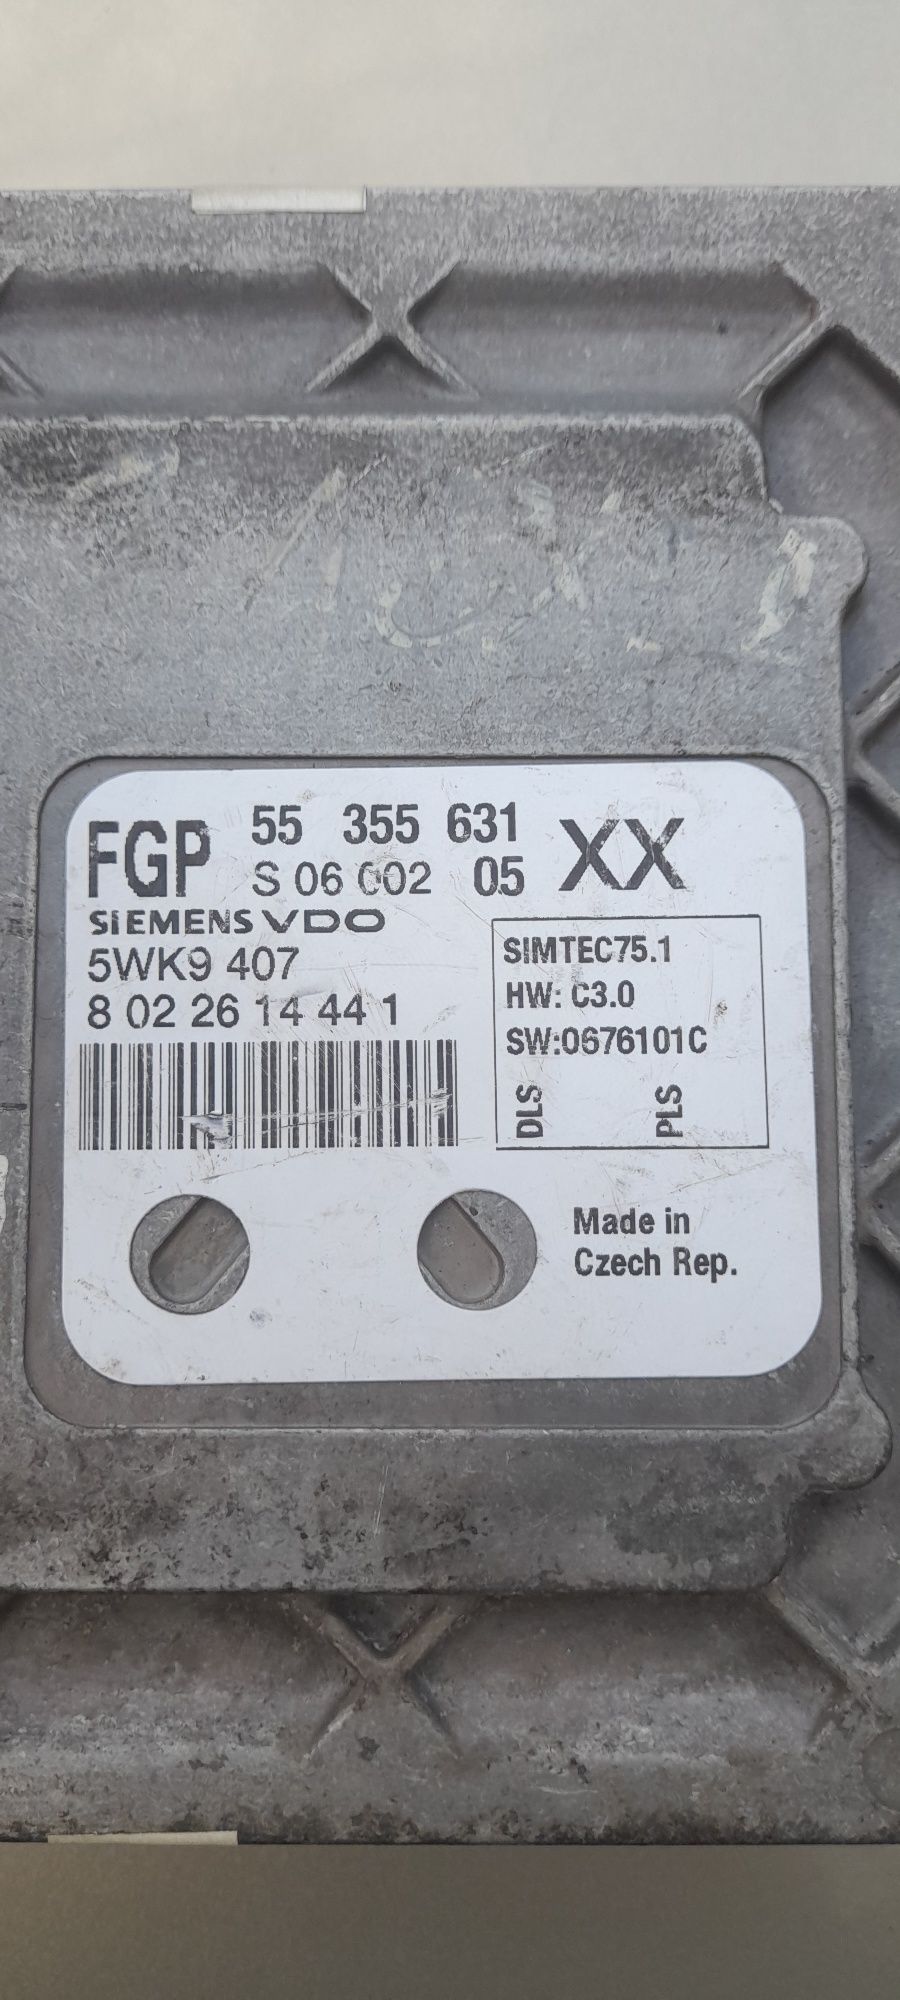 FGP 55 355 631 XX
S 06 002 05
SIEMENS VDO
5WK9 407
8 02 26 14 44 1
SIMTEC75.1
HW: C3.0
SW:0676101C
DLS PLS
Made in
Czech Rep.